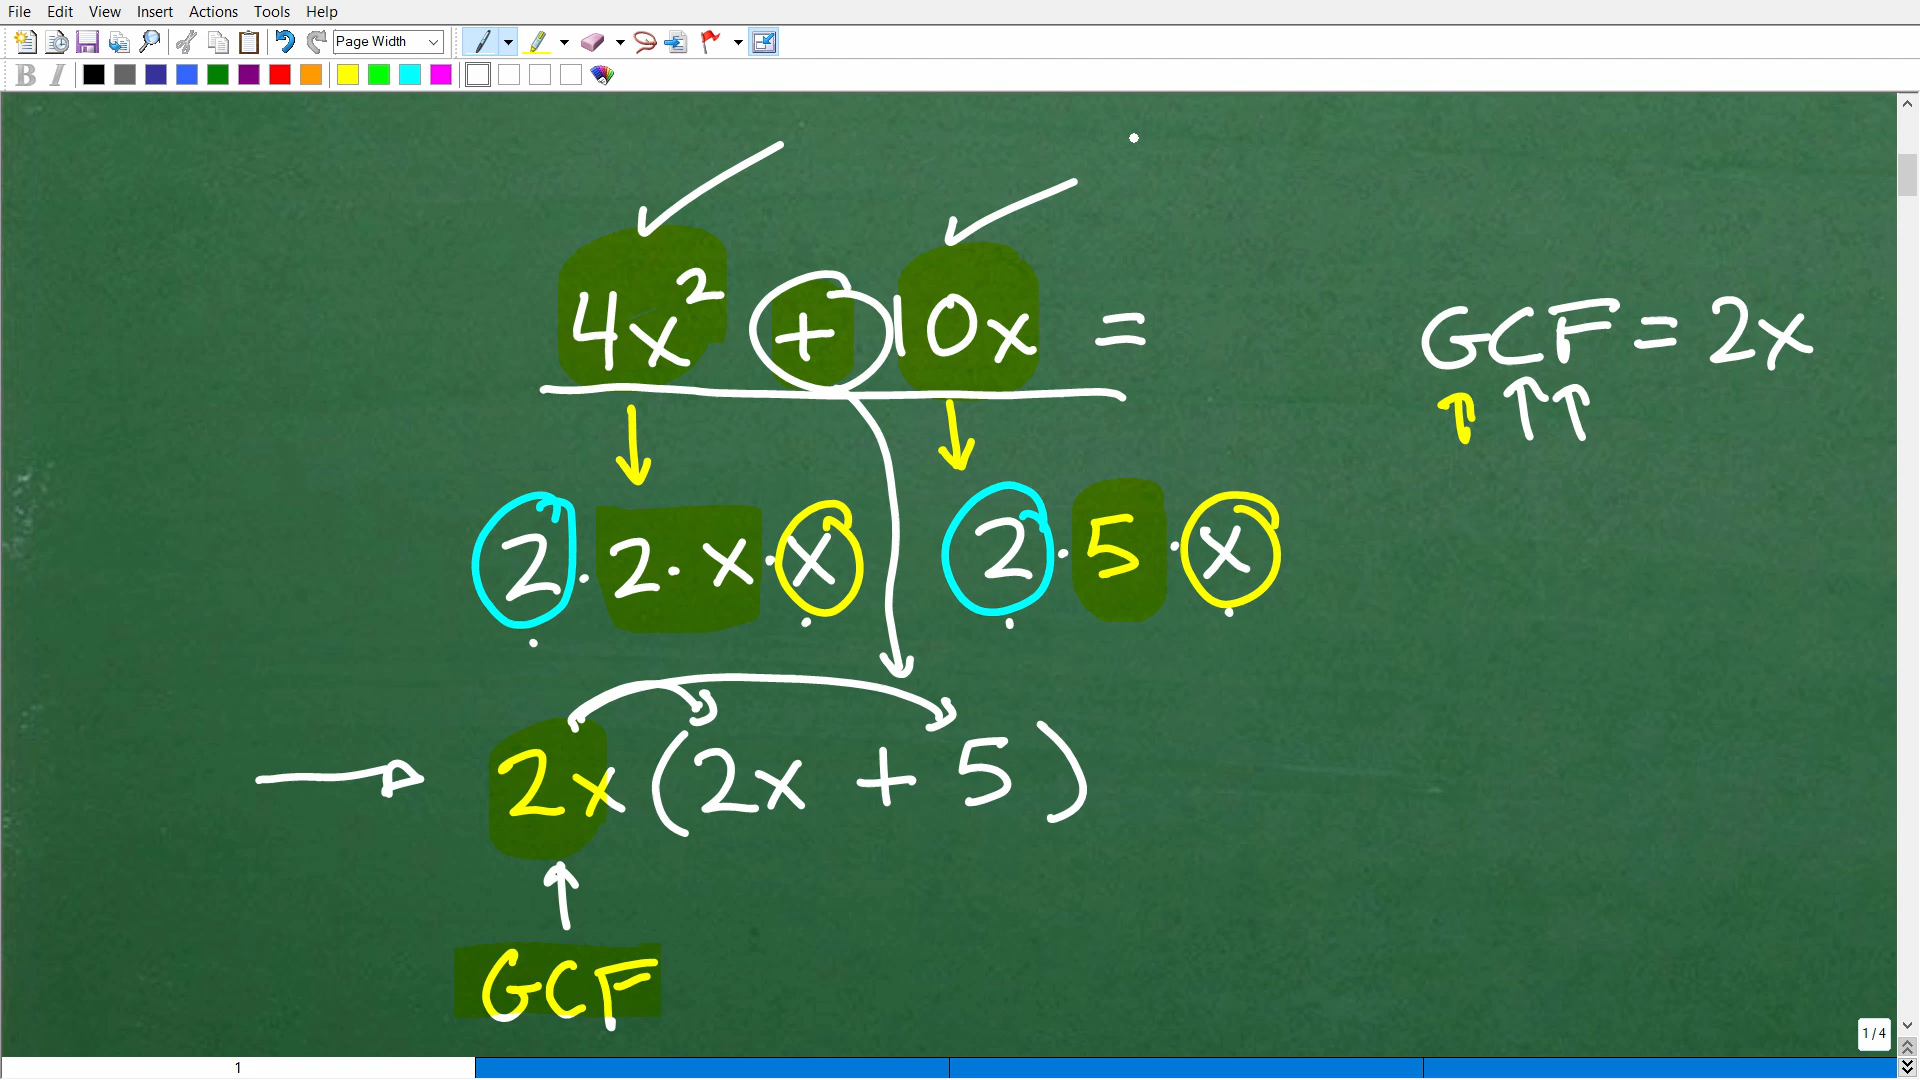 File Edit View Insert Actions Tools Help
Page Width
B I
4x² + 10x =
GCF = 2x
2 · 2 · x · x 2 · 5 · x
2x (2x + 5)
GCF
1 / 4
1